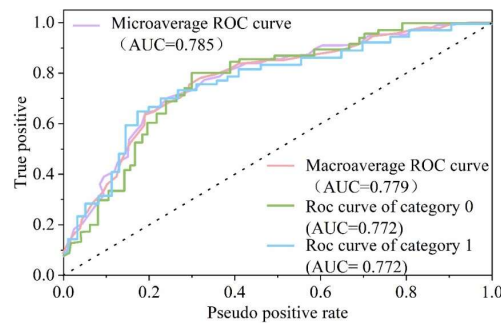 1.0
0.8
0.6
0.4
0.2
0.0
True positive
Microaverage ROC curve
（AUC=0.785）
Macroaverage ROC curve
（AUC=0.779）
Roc curve of category 0
(AUC=0.772)
Roc curve of category 1
(AUC= 0.772)
0.0 0.2 0.4 0.6 0.8 1.0
Pseudo positive rate